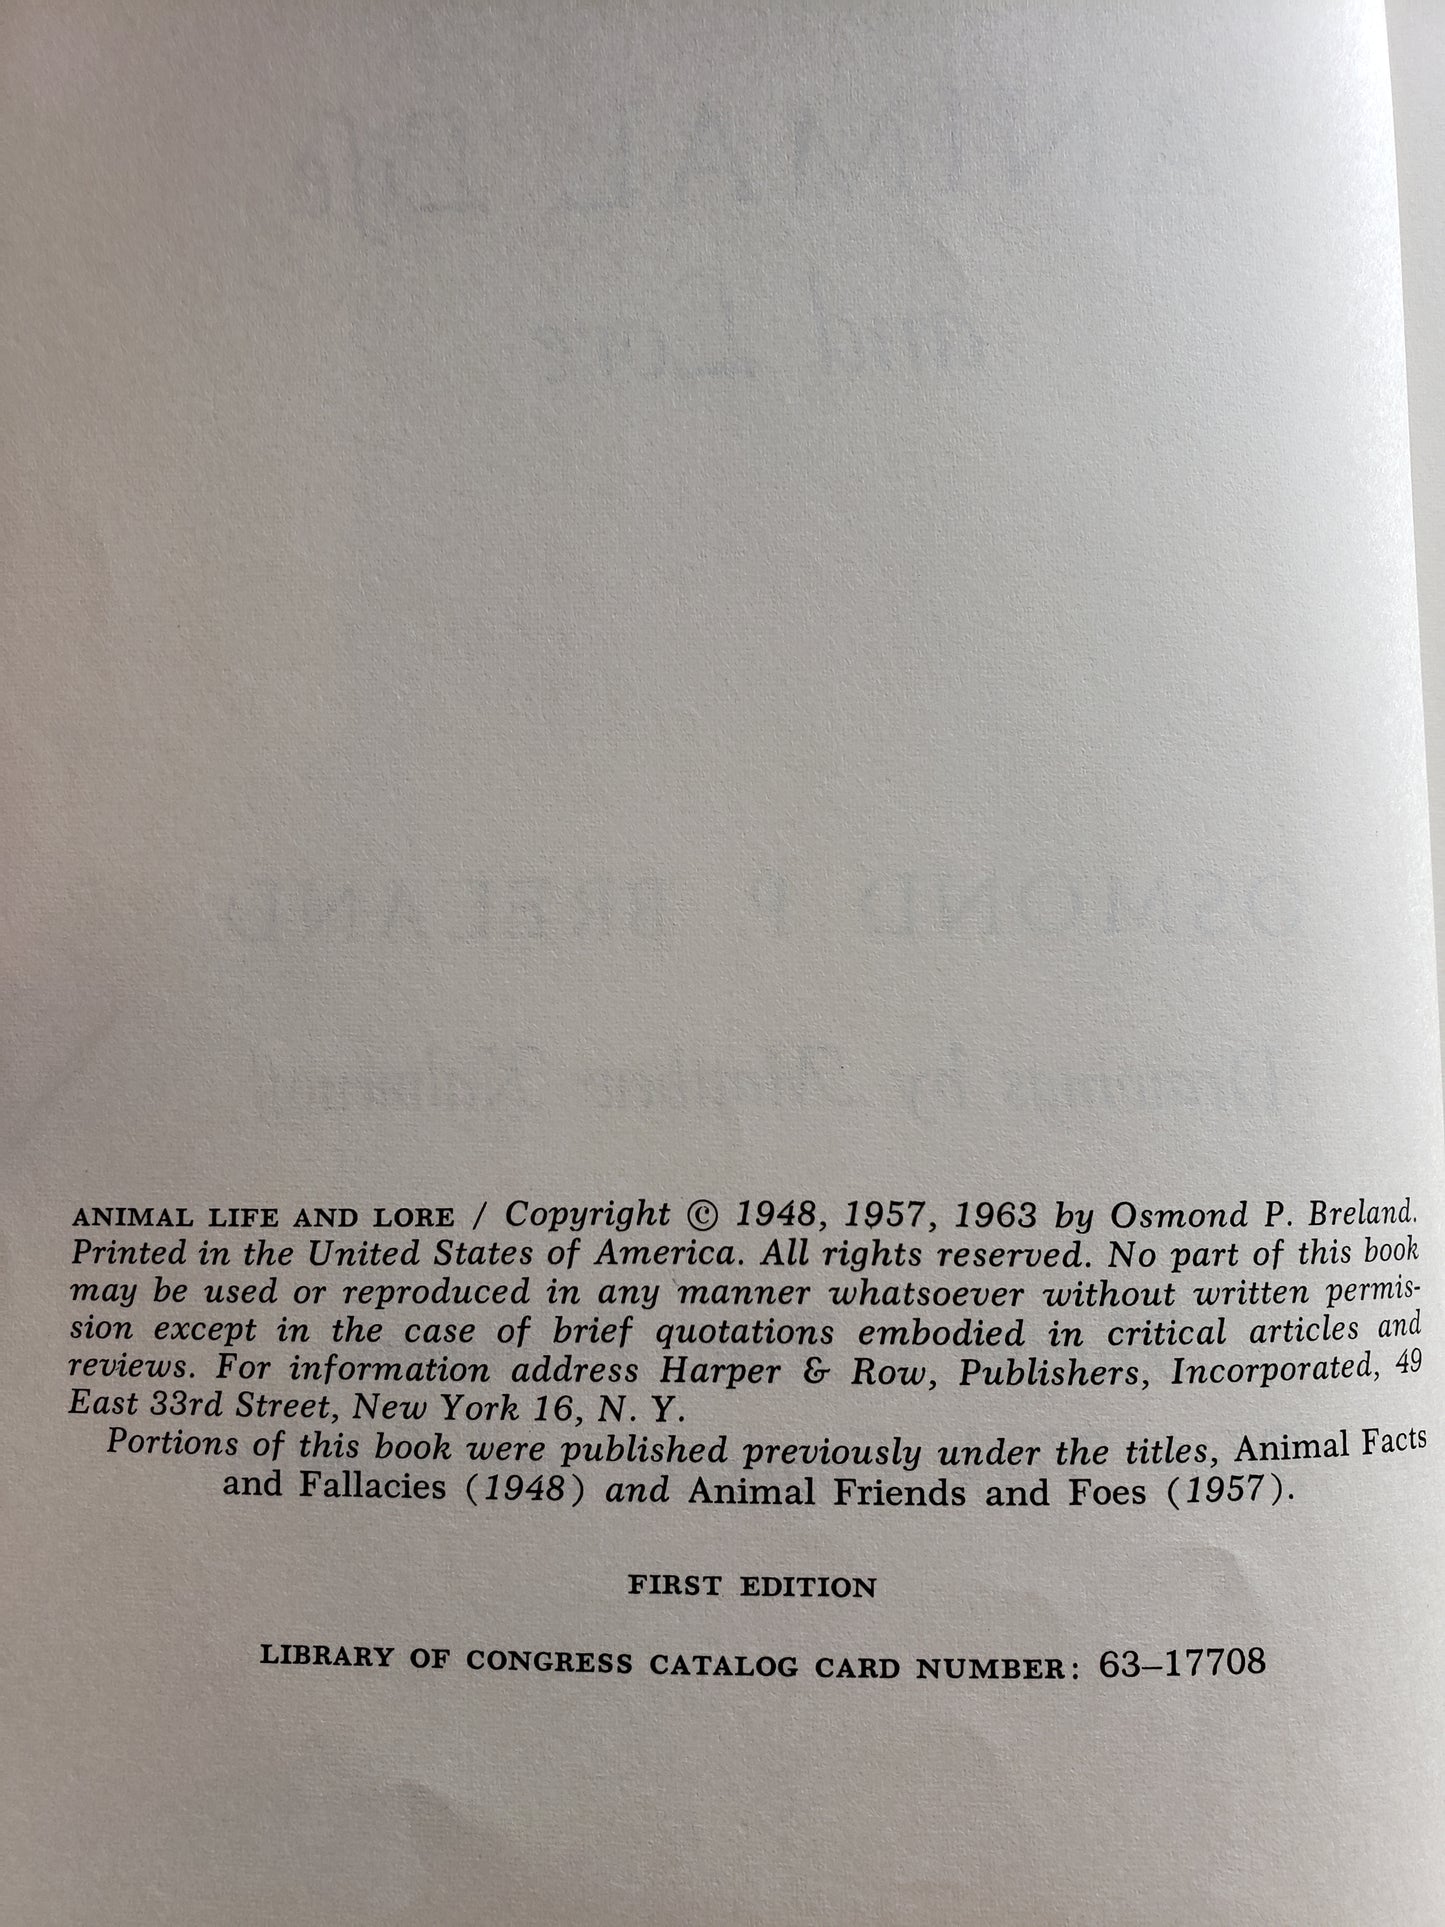 ANIMAL LIFE AND LORE / Copyright © 1948, 1957, 1963 by Osmond P. Breland.
Printed in the United States of America. All rights reserved. No part of this book
may be used or reproduced in any manner whatsoever without written permis-
sion except in the case of brief quotations embodied in critical articles and
reviews. For information address Harper & Row, Publishers, Incorporated, 49
East 33rd Street, New York 16, N. Y.
Portions of this book were published previously under the titles, Animal Facts
and Fallacies (1948) and Animal Friends and Foes (1957).
FIRST EDITION
LIBRARY OF CONGRESS CATALOG CARD NUMBER: 63–17708